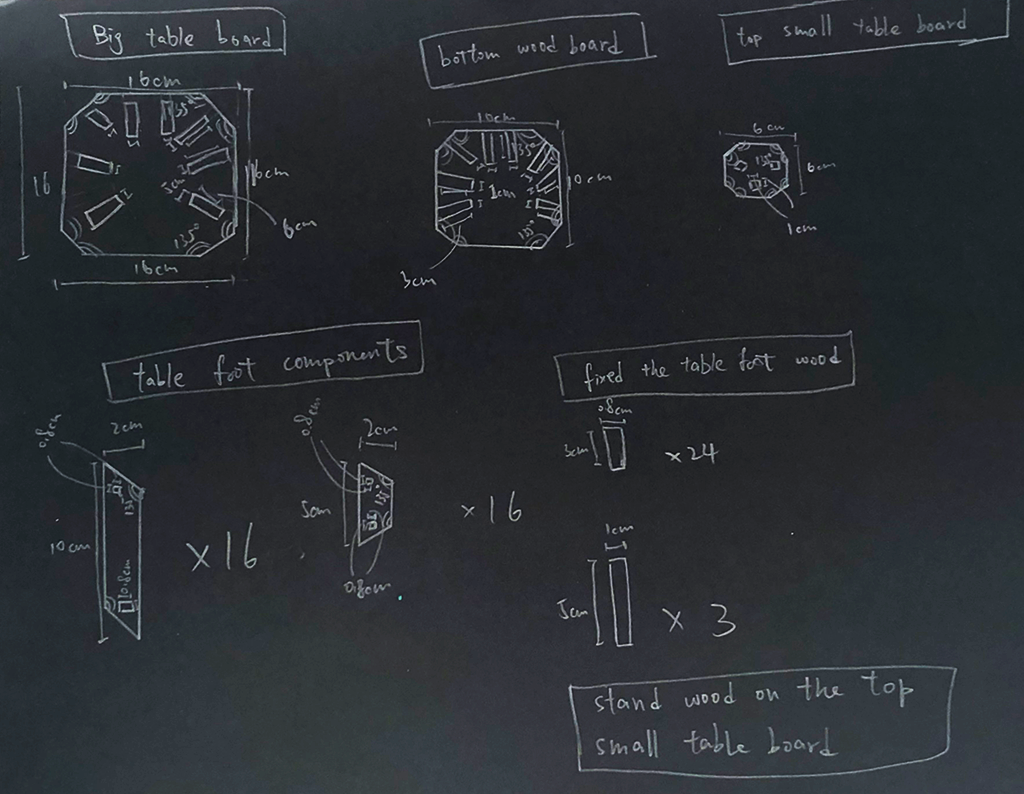 Big table board
bottom wood board
top small table board
16cm
16
135°
5cm
16cm
6cm
135°
16cm
10cm
135°
1cm
10cm
3cm
6cm
135°
6cm
1cm
table foot components
fixed the table foot wood
0.8cm
2cm
135
10cm
0.8cm
×16
0.8cm
2cm
135
5cm
0.8cm
×16
0.8cm
3cm
×24
1cm
5cm
× 3
stand wood on the top
small table board